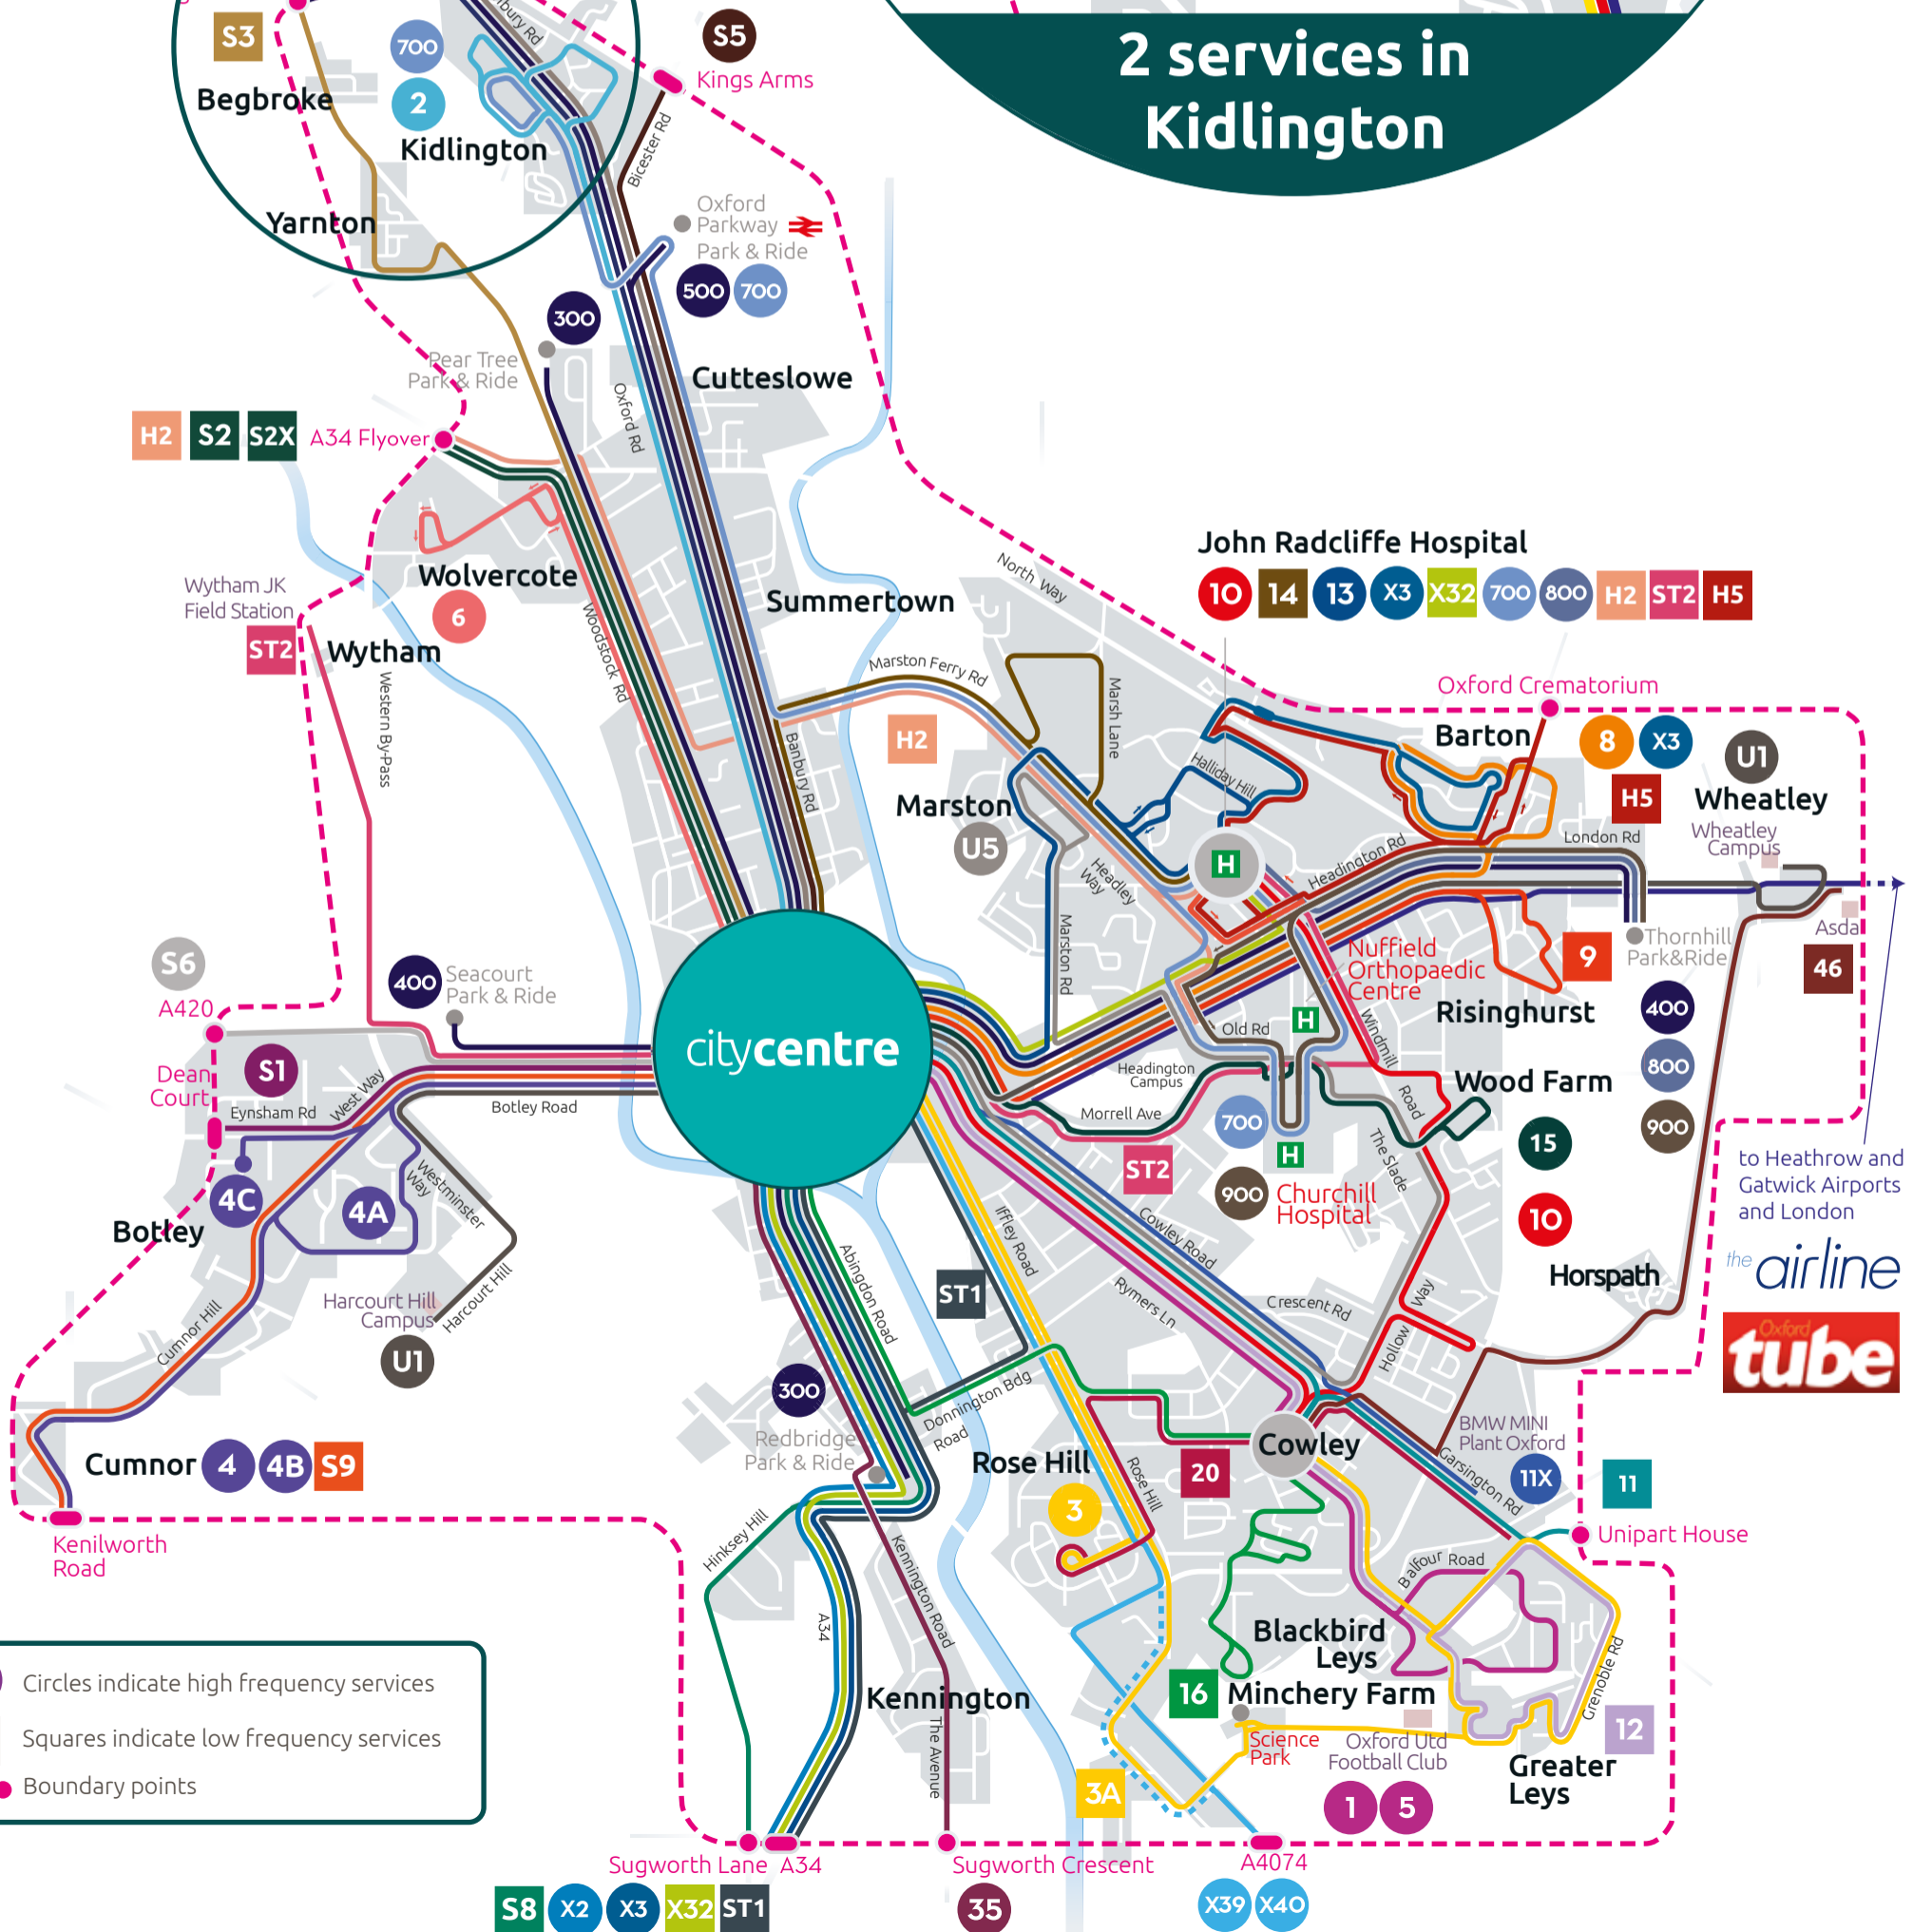 2 services in
Kidlington
S3
700
2
Begbroke
Kidlington
Yarnton
S5
Kings Arms
Bicester Rd
Oxford
Parkway
Park & Ride
500
700
300
Pear Tree
Park & Ride
Cutteslowe
Oxford Rd
H2
S2
S2X
A34 Flyover
Wolvercote
6
Woodstock Rd
Wytham JK
Field Station
ST2
Wytham
Western By-Pass
Summertown
Banbury Rd
Marston Ferry Rd
H2
North Way
Marsh Lane
John Radcliffe Hospital
10
14
13
X3
X32
700
800
H2
ST2
H5
Oxford Crematorium
Barton
8
X3
H5
U1
Wheatley
Wheatley
Campus
Halliday Hill
Marston
U5
Headley
Way
Marston Rd
H
Headington Rd
London Rd
Asda
46
Thornhill
Park&Ride
400
800
900
9
Risinghurst
Nuffield
Orthopaedic
Centre
H
Old Rd
Windmill
Road
Headington
Campus
Morrell Ave
ST2
700
900
H
Churchill
Hospital
The Slade
Wood Farm
15
10
Horspath
to Heathrow and
Gatwick Airports
and London
the airline
Oxford
tube
S6
A420
400
Seacourt
Park & Ride
citycentre
S1
Dean
Court
Eynsham Rd
West Way
Botley Road
4C
4A
Botley
Westminster
Way
Harcourt Hill
Campus
Harcourt Hill
U1
Cumnor Hill
Cumnor
4
4B
S9
Kenilworth
Road
Abingdon Road
ST1
Iffley Road
Cowley Road
Rymers Ln
Crescent Rd
Hollow
Way
300
Redbridge
Park & Ride
Donnington Bdg
Road
Rose Hill
3
Rose Hill
20
Cowley
BMW MINI
Plant Oxford
11X
Garsington Rd
11
Unipart House
Hinksey Hill
A34
Kennington Road
Kennington
The Avenue
Balfour Road
Blackbird
Leys
16
Minchery Farm
Science
Park
Oxford Utd
Football Club
1
5
Grenoble Rd
12
Greater
Leys
3A
Circles indicate high frequency services
Squares indicate low frequency services
Boundary points
Sugworth Lane
A34
Sugworth Crescent
A4074
S8
X2
X3
X32
ST1
35
X39
X40